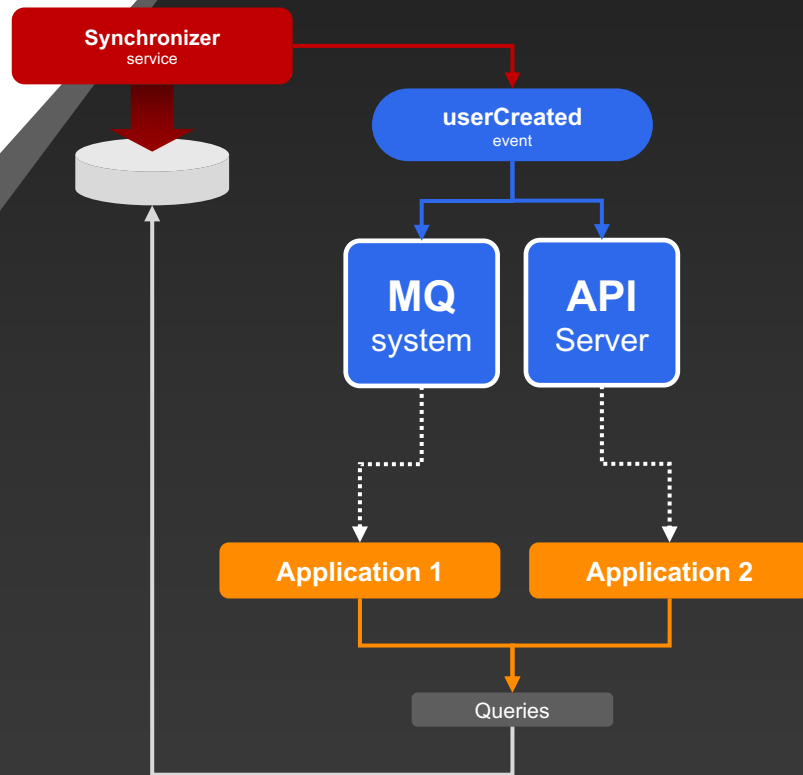 Synchronizer
service
userCreated
event
MQ
system
API
Server
Application 1
Application 2
Queries